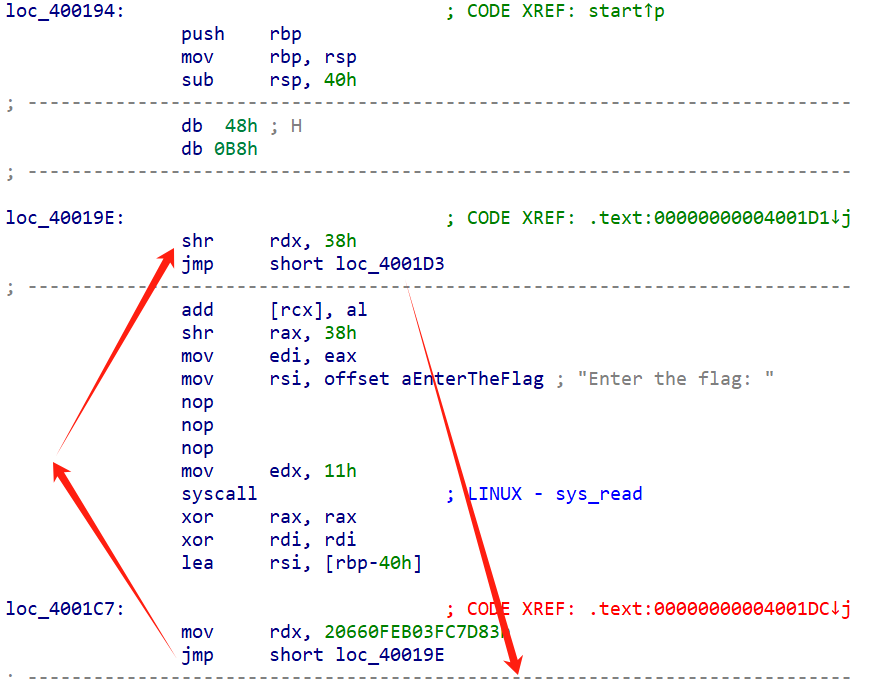 loc_400194: ; CODE XREF: start↑p
push rbp
mov rbp, rsp
sub rsp, 40h
; ---------------------------------------------------------------------------
db 48h ; H
db 0B8h
; ---------------------------------------------------------------------------
loc_40019E: ; CODE XREF: .text:00000000004001D1↓j
shr rdx, 38h
jmp short loc_4001D3
; ---------------------------------------------------------------------------
add [rcx], al
shr rax, 38h
mov edi, eax
mov rsi, offset aEnterTheFlag ; "Enter the flag: "
nop
nop
nop
mov edx, 11h
syscall ; LINUX - sys_read
xor rax, rax
xor rdi, rdi
lea rsi, [rbp-40h]
loc_4001C7: ; CODE XREF: .text:00000000004001DC↓j
mov rdx, 20660FEB03FC7D83h
jmp short loc_40019E
; ---------------------------------------------------------------------------